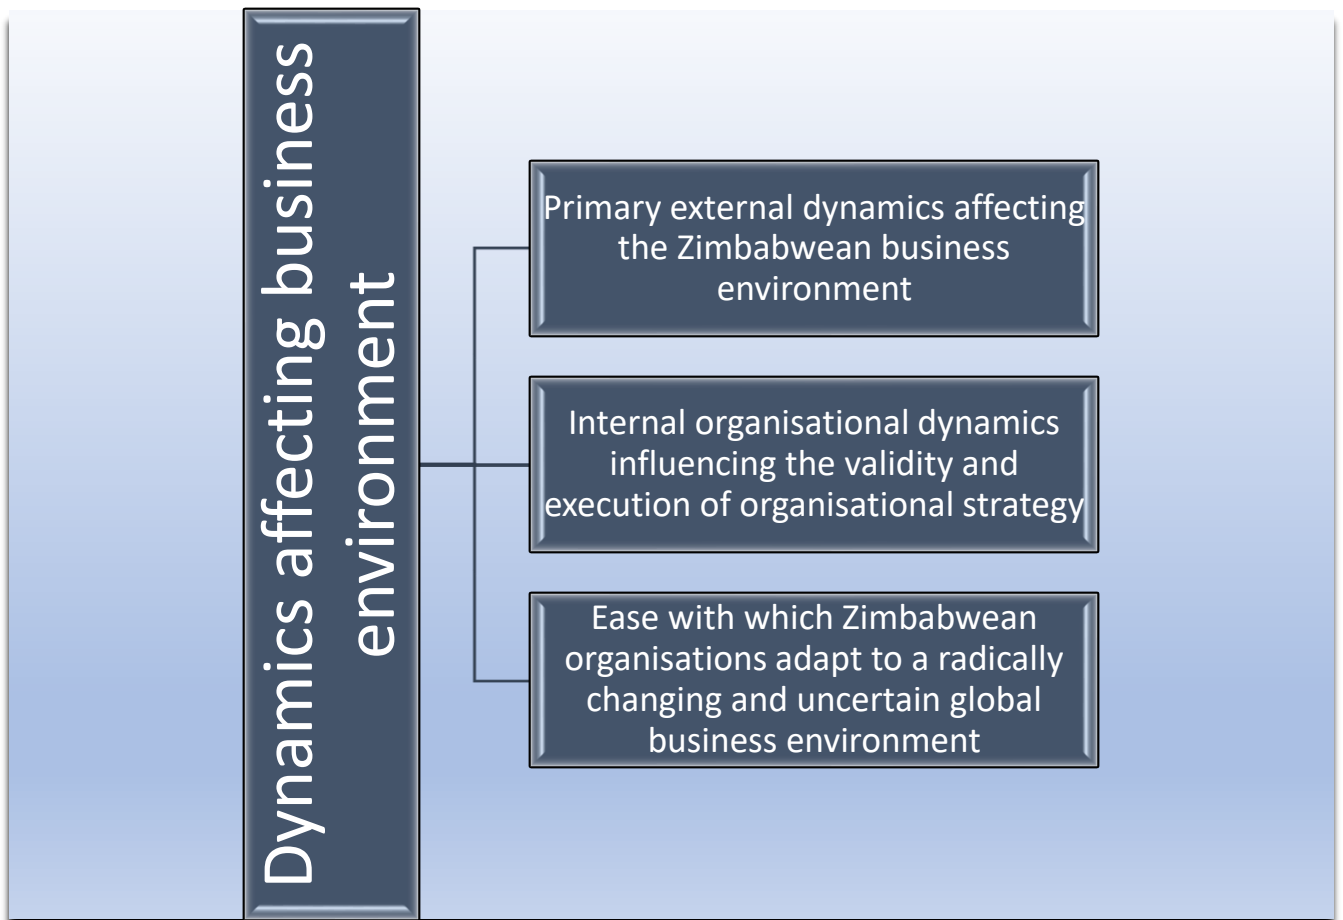 Dynamics affecting business
environment
Primary external dynamics affecting
the Zimbabwean business
environment
Internal organisational dynamics
influencing the validity and
execution of organisational strategy
Ease with which Zimbabwean
organisations adapt to a radically
changing and uncertain global
business environment